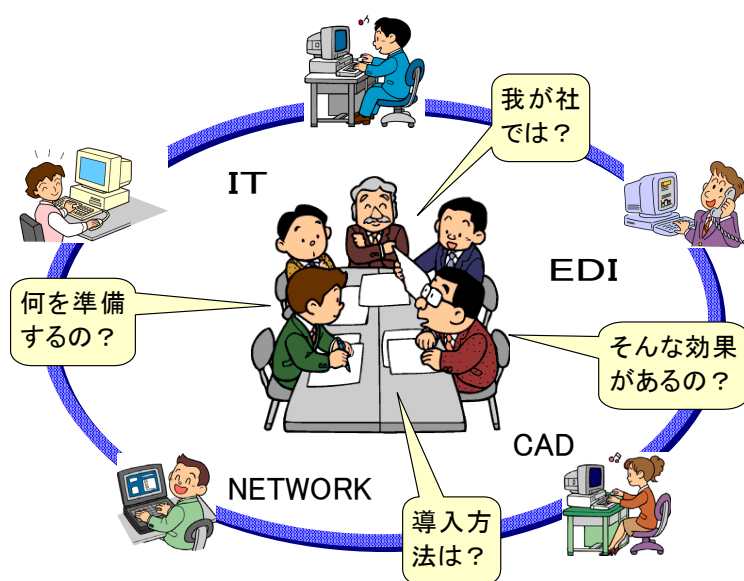 我が社
では？
IT
EDI
何を準備
するの？
そんな効果
があるの？
CAD
NETWORK
導入方
法は？